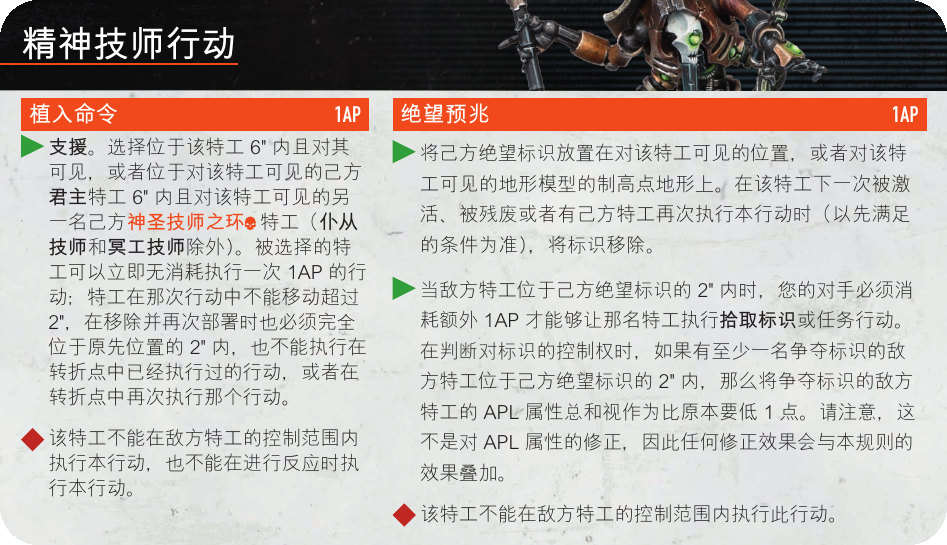 精神技师行动
植入命令 1AP
支援。选择位于该特工 6" 内且对其
可见，或者位于对该特工可见的己方
君主特工 6" 内且对该特工可见的另
一名己方神圣技师之环 特工（仆从
技师和冥工技师除外）。被选择的特
工可以立即无消耗执行一次 1AP 的行
动；特工在那次行动中不能移动超过
2"，在移除并再次部署时也必须完全
位于原先位置的 2" 内，也不能执行在
转折点中已经执行过的行动，或者在
转折点中再次执行那个行动。
该特工不能在敌方特工的控制范围内
执行本行动，也不能在进行反应时执
行本行动。
绝望预兆 1AP
将己方绝望标识放置在对该特工可见的位置，或者对该特
工可见的地形模型的制高点地形上。在该特工下一次被激
活、被残废或者有己方特工再次执行本行动时（以先满足
的条件为准），将标识移除。
当敌方特工位于己方绝望标识的 2" 内时，您的对手必须消
耗额外 1AP 才能够让那名特工执行拾取标识或任务行动。
在判断对标识的控制权时，如果有至少一名争夺标识的敌
方特工位于己方绝望标识的 2" 内，那么将争夺标识的敌方
特工的 APL 属性总和视作为比原本要低 1 点。请注意，这
不是对 APL 属性的修正，因此任何修正效果会与本规则的
效果叠加。
该特工不能在敌方特工的控制范围内执行此行动。